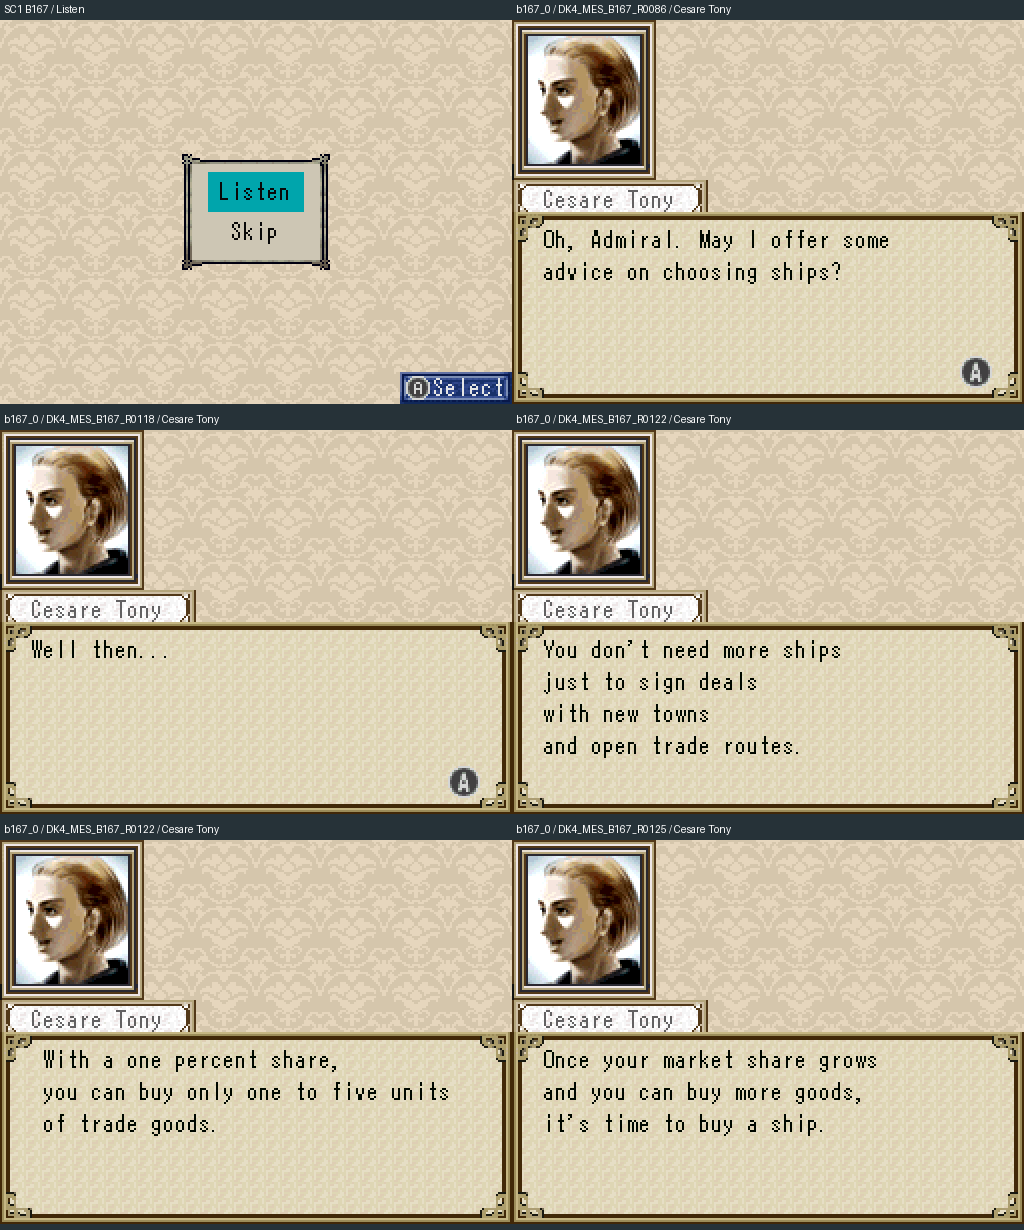 SC1 B167 / Listen
Listen
Skip
A Select
b167_0 / DK4_MES_B167_R0086 / Cesare Tony
Cesare Tony
Oh, Admiral. May I offer some
advice on choosing ships?
A
b167_0 / DK4_MES_B167_R0118 / Cesare Tony
Cesare Tony
Well then...
A
b167_0 / DK4_MES_B167_R0122 / Cesare Tony
Cesare Tony
You don't need more ships
just to sign deals
with new towns
and open trade routes.
b167_0 / DK4_MES_B167_R0122 / Cesare Tony
Cesare Tony
With a one percent share,
you can buy only one to five units
of trade goods.
b167_0 / DK4_MES_B167_R0125 / Cesare Tony
Cesare Tony
Once your market share grows
and you can buy more goods,
it's time to buy a ship.